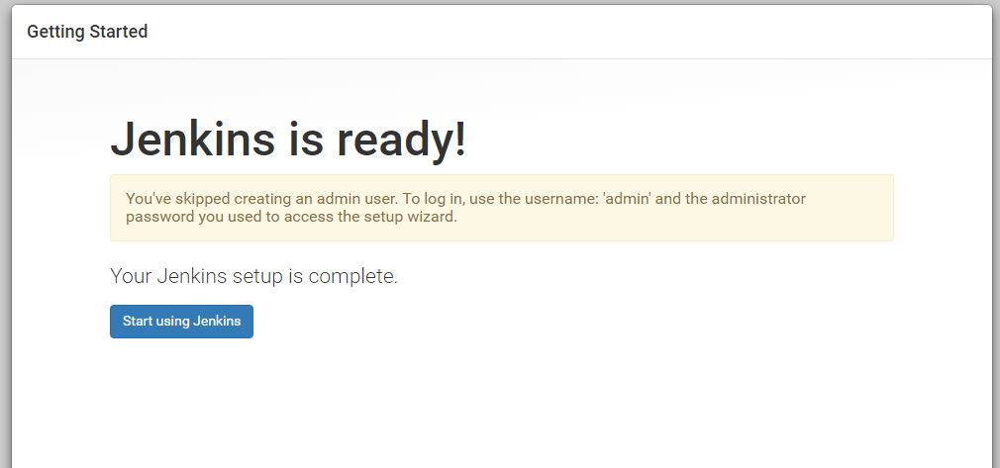 Getting Started
Jenkins is ready!
You've skipped creating an admin user. To log in, use the username: 'admin' and the administrator
password you used to access the setup wizard.
Your Jenkins setup is complete.
Start using Jenkins